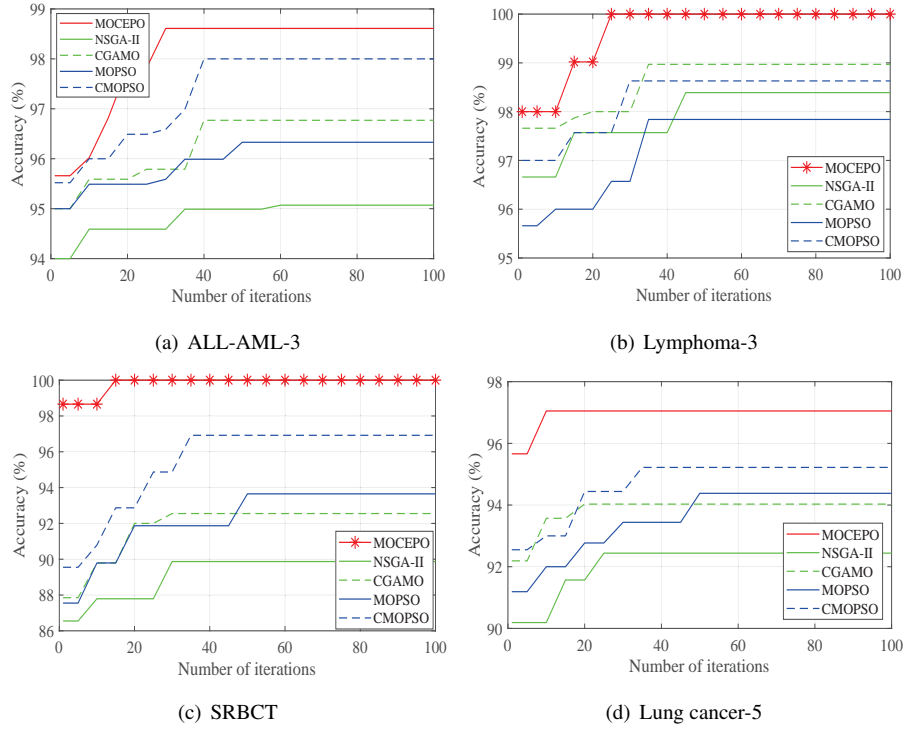 99
98
97
96
95
94
Accuracy (%)
MOCEPO
NSGA-II
CGAMO
MOPSO
CMOPSO
0 20 40 60 80 100
Number of iterations
(a) ALL-AML-3
100
99
98
97
96
95
Accuracy (%)
MOCEPO
NSGA-II
CGAMO
MOPSO
CMOPSO
0 20 40 60 80 100
Number of iterations
(b) Lymphoma-3
100
98
96
94
92
90
88
86
Accuracy (%)
MOCEPO
NSGA-II
CGAMO
MOPSO
CMOPSO
0 20 40 60 80 100
Number of iterations
(c) SRBCT
98
96
94
92
90
Accuracy (%)
MOCEPO
NSGA-II
CGAMO
MOPSO
CMOPSO
0 20 40 60 80 100
Number of iterations
(d) Lung cancer-5